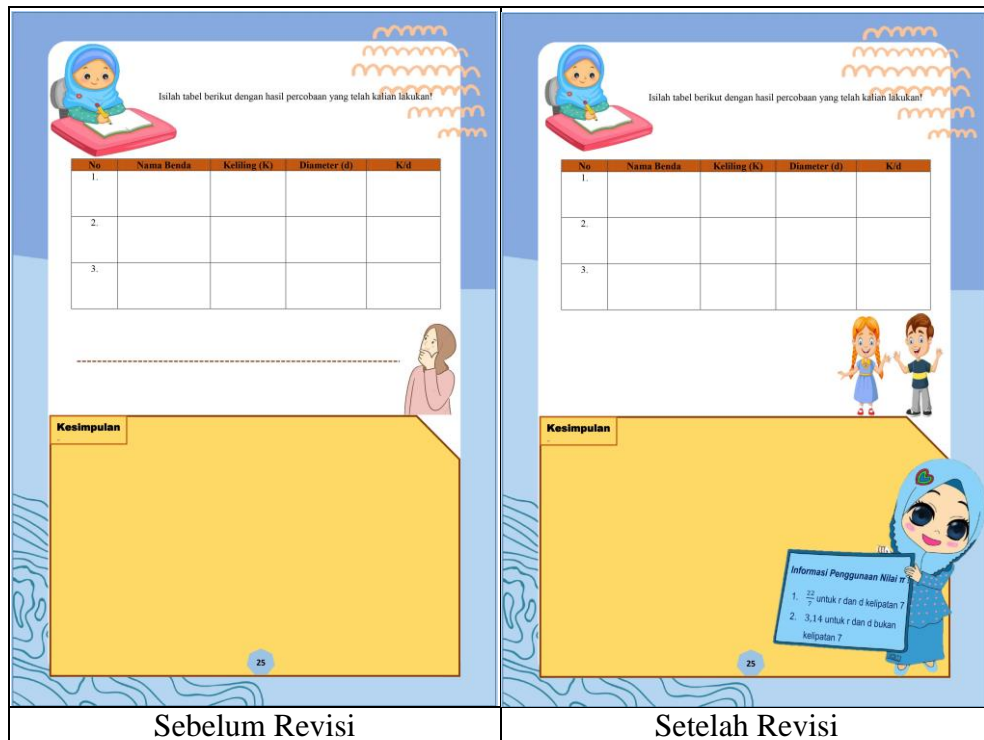 Isilah tabel berikut dengan hasil percobaan yang telah kalian lakukan!
No Nama Benda Keliling (K) Diameter (d) K/d
1.
2.
3.
Kesimpulan
25
Sebelum Revisi
Isilah tabel berikut dengan hasil percobaan yang telah kalian lakukan!
No Nama Benda Keliling (K) Diameter (d) K/d
1.
2.
3.
Kesimpulan
Informasi Penggunaan Nilai π
1. 22/7 untuk r dan d kelipatan 7
2. 3,14 untuk r dan d bukan
kelipatan 7
25
Setelah Revisi